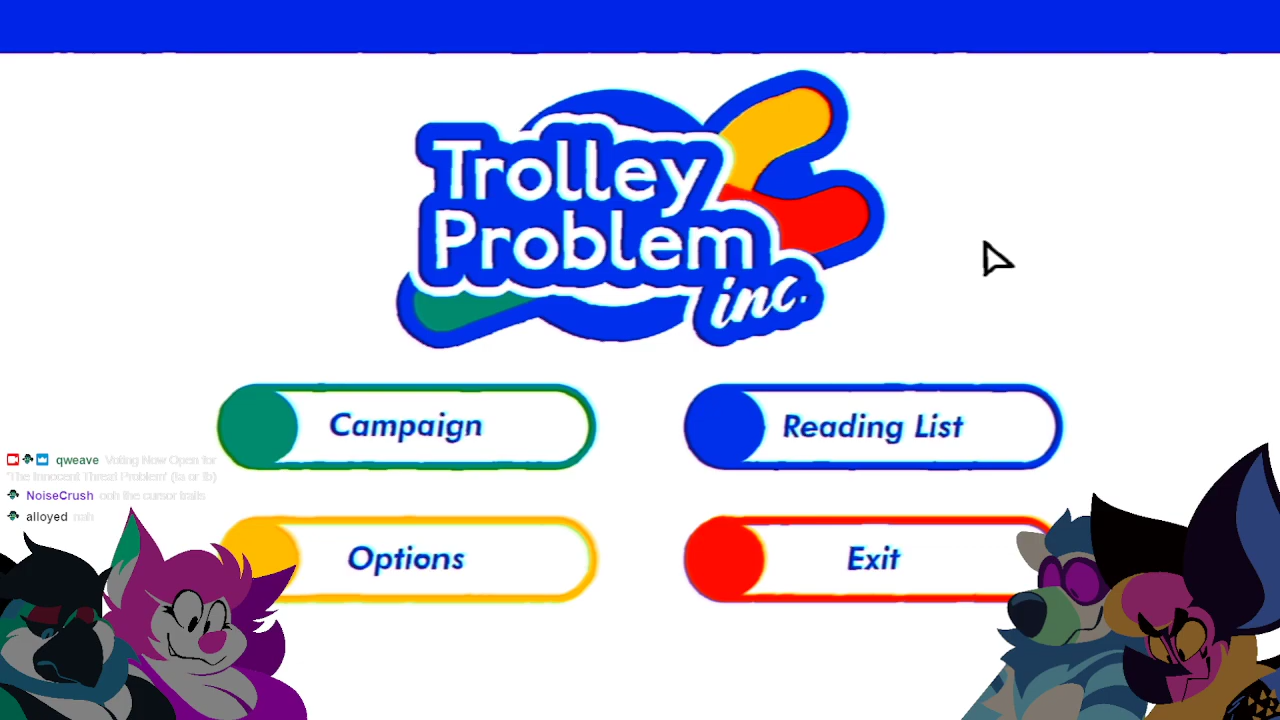 Trolley
Problem
inc.
Campaign
Reading List
qweave Voting Now Open for
'The Innocent Thread Problem' (!a or !b)
NoiseCrush ooh the cursor trails
alloyed nah
Options
Exit